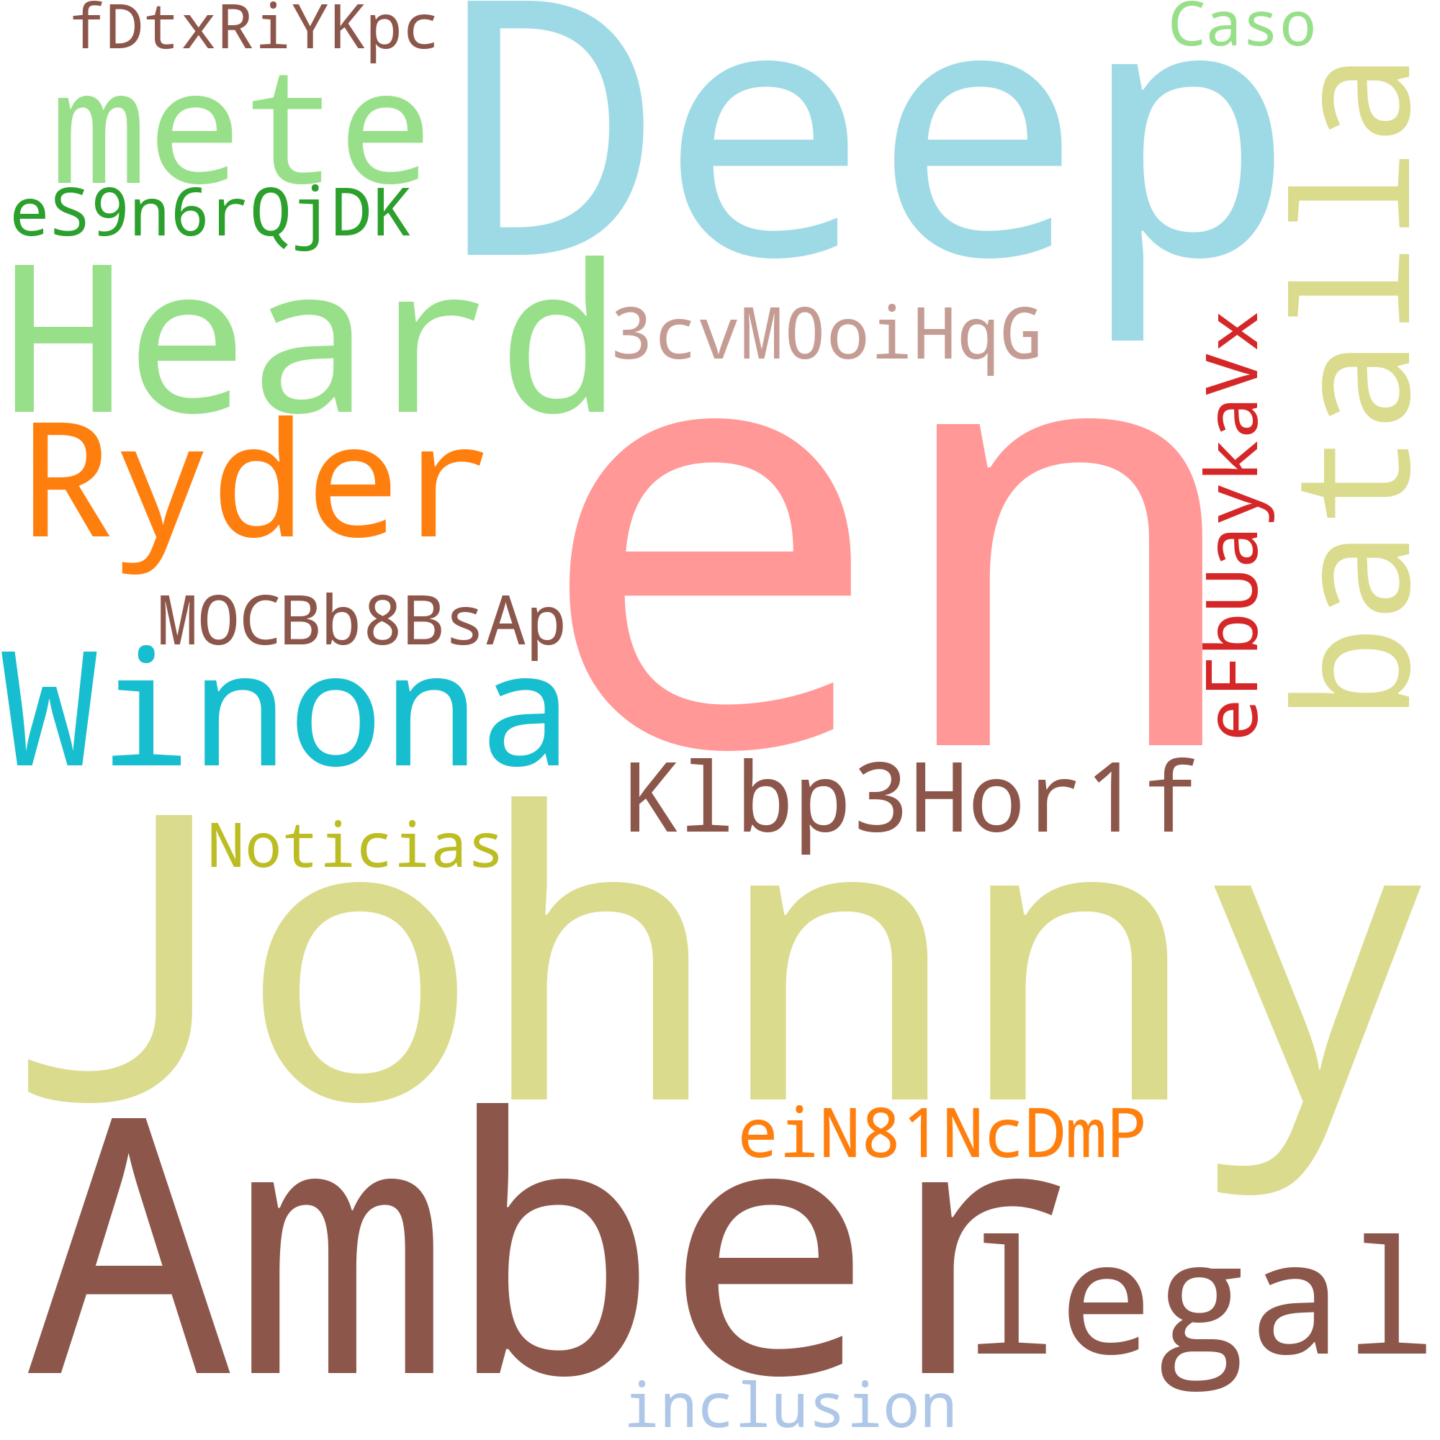 fDtxRiYKpc
Caso
Deep
mete
batalla
eS9n6rQjDK
Heard
3cvMOoiHqG
eFbUaykaVx
Ryder
en
MOCBb8BsAp
Winona
Klbp3Hor1f
Noticias
Johnny
Amber
eiN81NcDmP
legal
inclusion